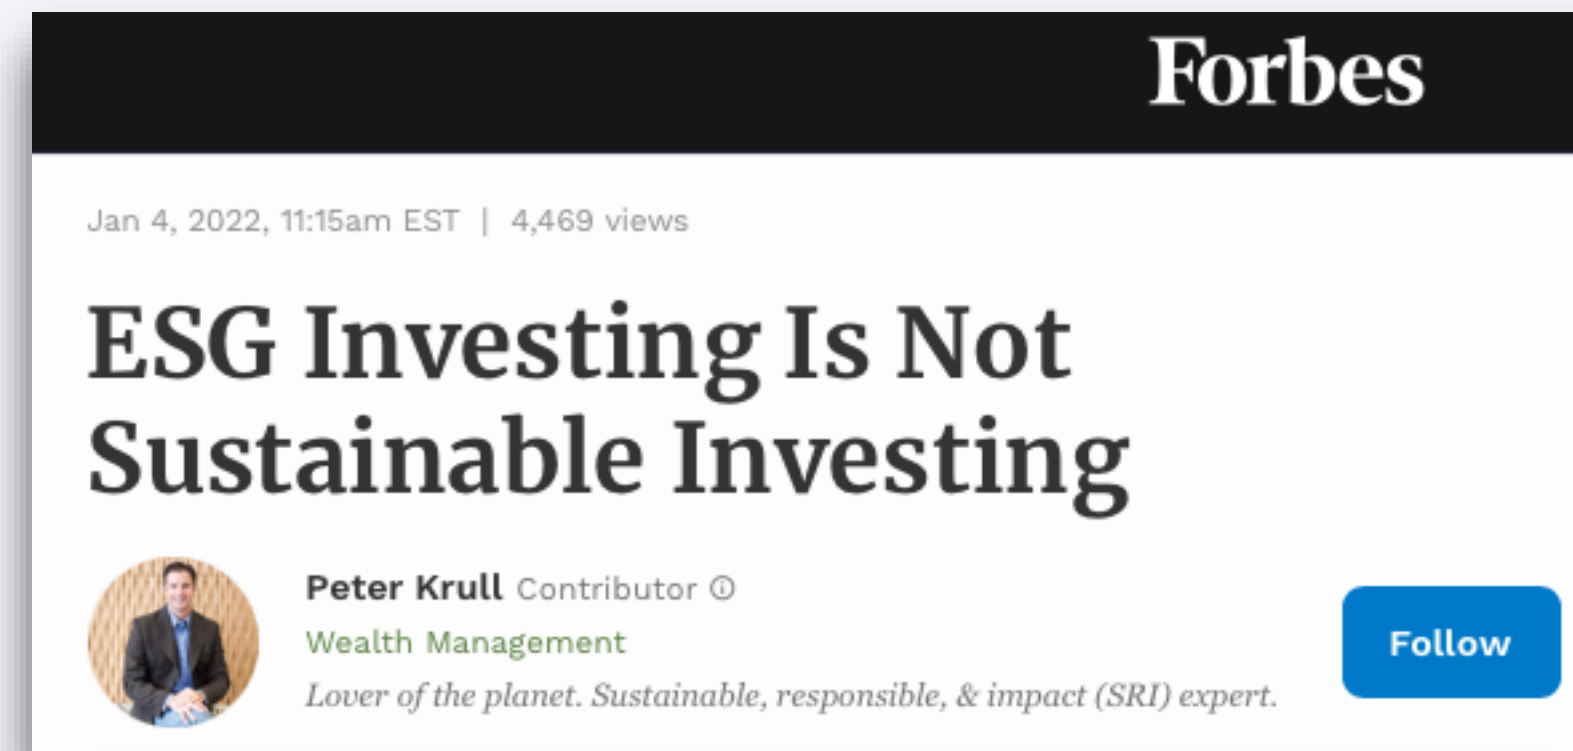 Forbes
Jan 4, 2022, 11:15am EST | 4,469 views
ESG Investing Is Not
Sustainable Investing
Peter Krull Contributor ⓘ
Wealth Management
Lover of the planet. Sustainable, responsible, & impact (SRI) expert.
Follow